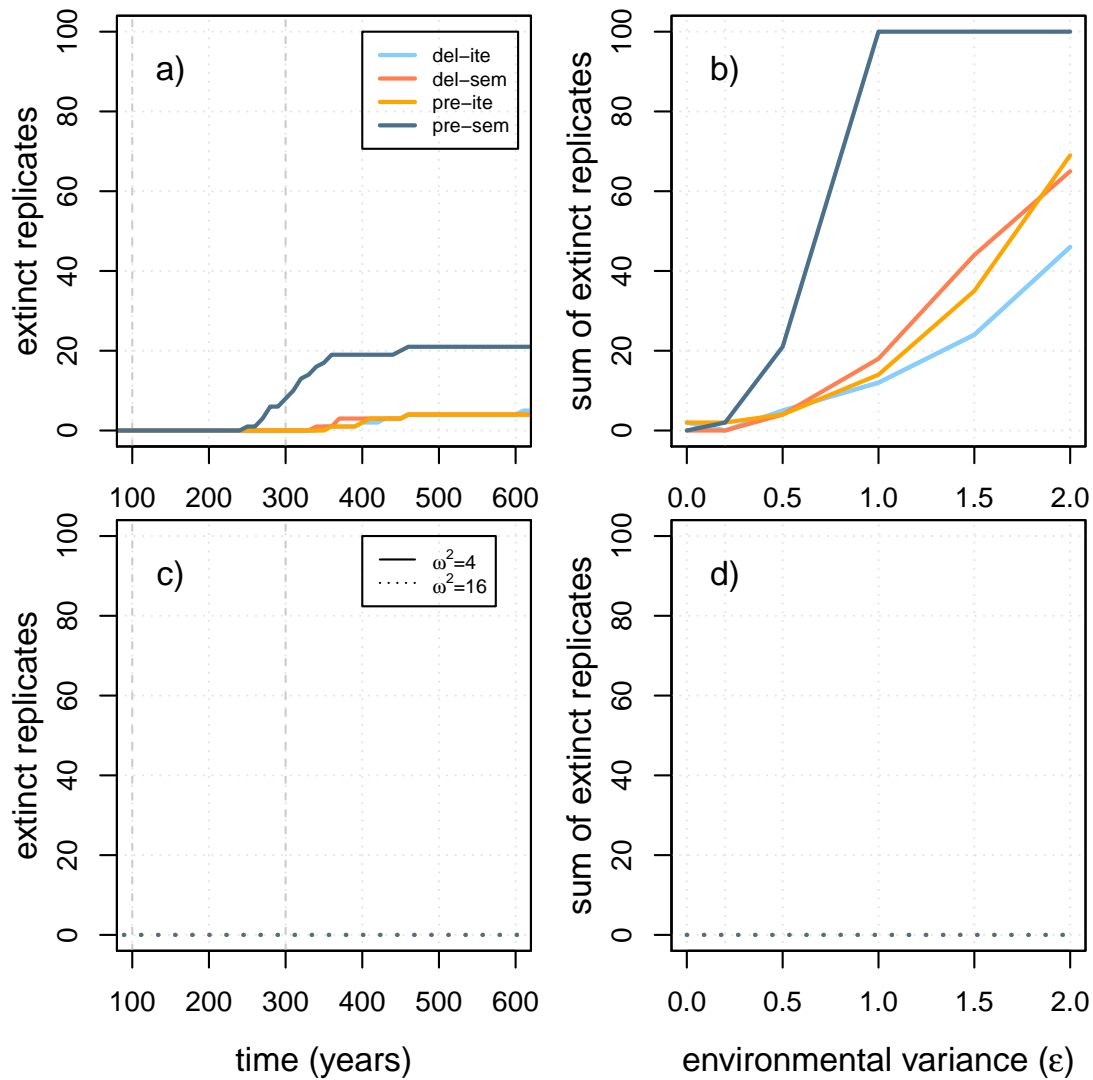 a)
del−ite
del−sem
pre−ite
pre−sem
extinct replicates
0 20 40 60 80 100
100 200 300 400 500 600
b)
sum of extinct replicates
0 20 40 60 80 100
0.0 0.5 1.0 1.5 2.0
c)
ω²=4
ω²=16
extinct replicates
0 20 40 60 80 100
100 200 300 400 500 600
time (years)
d)
sum of extinct replicates
0 20 40 60 80 100
0.0 0.5 1.0 1.5 2.0
environmental variance (ε)